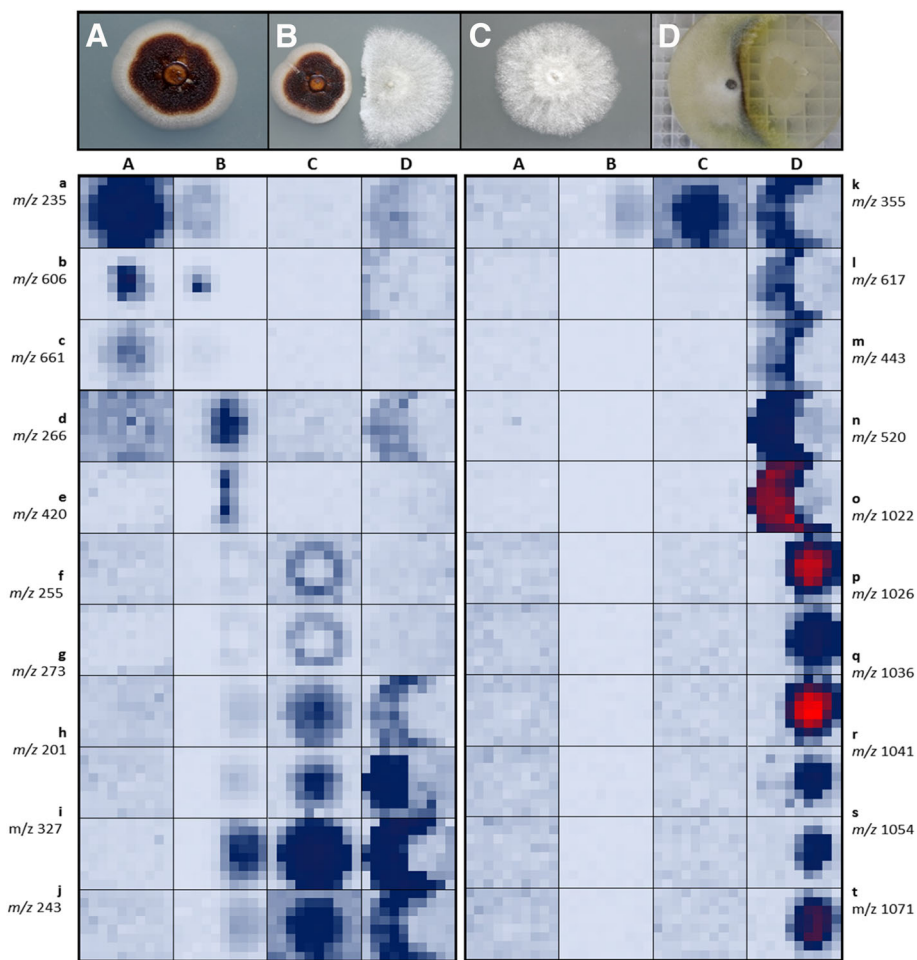 A B C D
A B C D A B C D
a
m/z 235
b
m/z 606
c
m/z 661
d
m/z 266
e
m/z 420
f
m/z 255
g
m/z 273
h
m/z 201
i
m/z 327
j
m/z 243
k
m/z 355
l
m/z 617
m
m/z 443
n
m/z 520
o
m/z 1022
p
m/z 1026
q
m/z 1036
r
m/z 1041
s
m/z 1054
t
m/z 1071